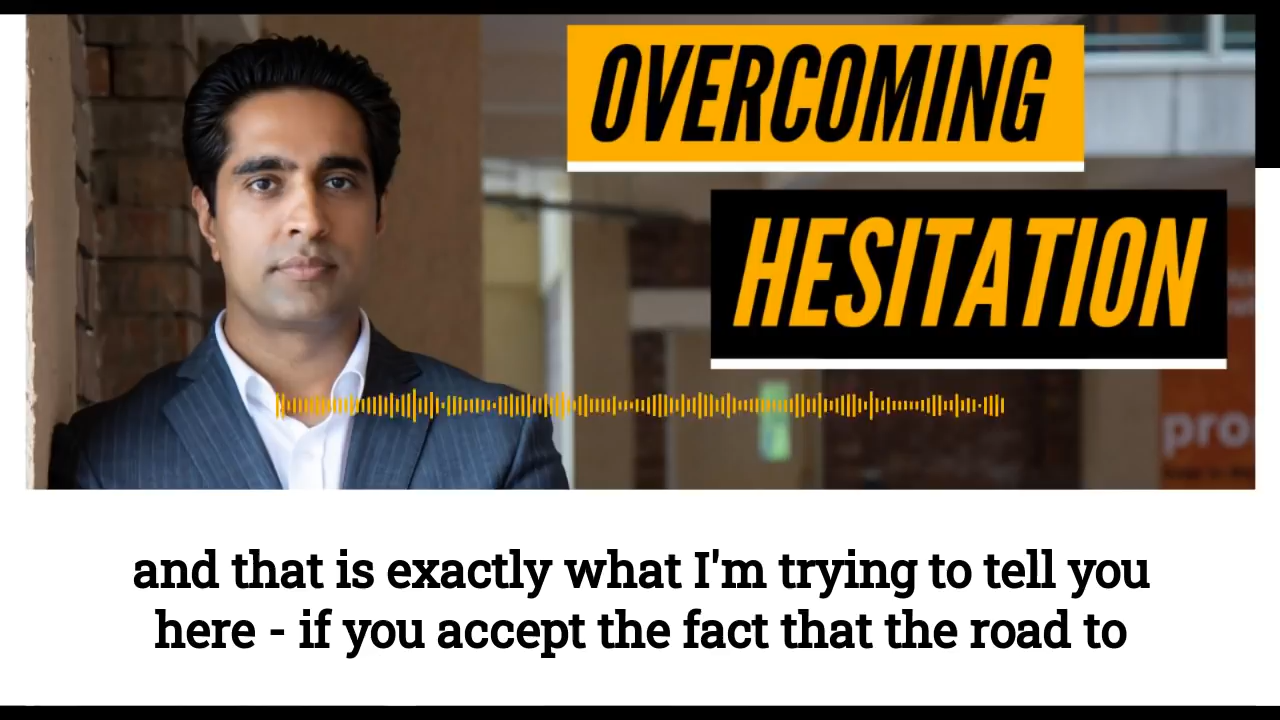 OVERCOMING
HESITATION
pro
and that is exactly what I'm trying to tell you
here - if you accept the fact that the road to